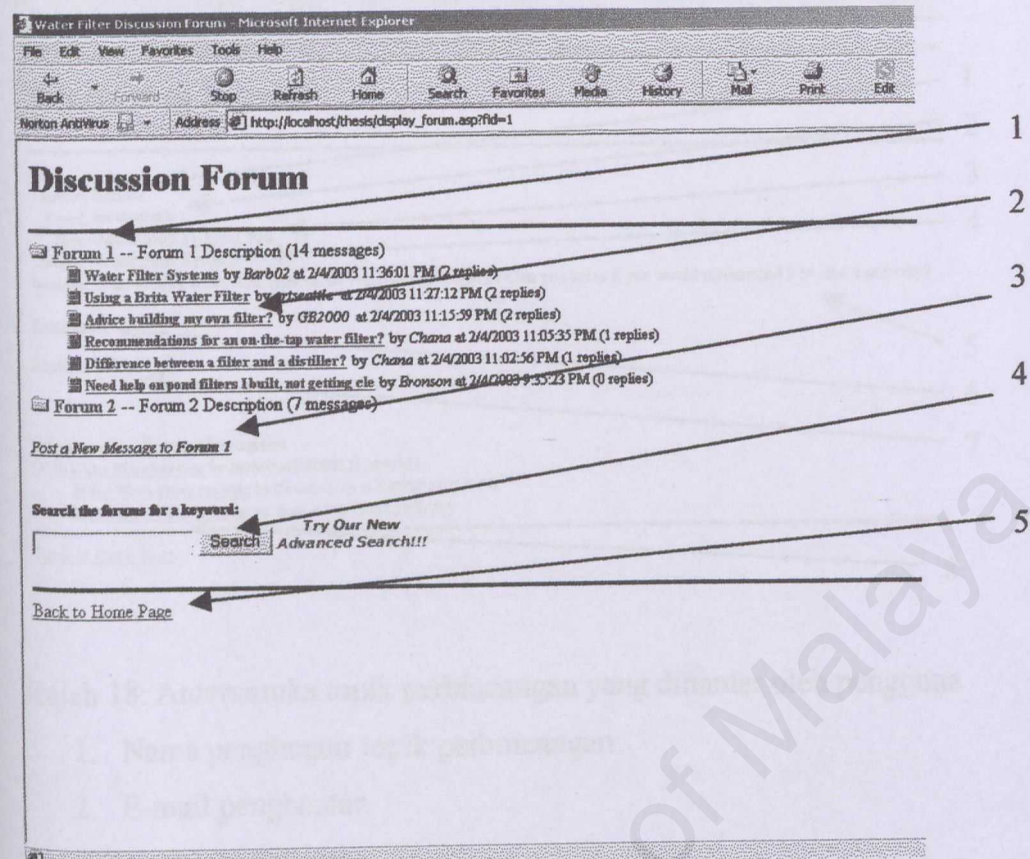 Water Filter Discussion Forum - Microsoft Internet Explorer
File Edit View Favorites Tools Help
Back Forward Stop Refresh Home Search Favorites Media History Mail Print Edit
Norton AntiVirus Address http://localhost/thesis/display_forum.asp?fid=1
1
Discussion Forum
2
Forum 1 -- Forum 1 Description (14 messages)
Water Filter Systems by Barb02 at 2/4/2003 11:36:01 PM (2 replies)
3
Using a Brita Water Filter by at 2/4/2003 11:27:12 PM (2 replies)
Advice building my own filter? by GB2000 at 2/4/2003 11:15:59 PM (2 replies)
Recommendations for an on-the-tap water filter? by Chana at 2/4/2003 11:05:35 PM (1 replies)
Difference between a filter and a distiller? by Chana at 2/4/2003 11:02:56 PM (1 replies)
4
Need help on pond filters I built, not getting cle by Bronson at 2/4/2003 9:35:23 PM (0 replies)
Forum 2 -- Forum 2 Description (7 messages)
Post a New Message to Forum 1
Search the forums for a keyword:
5
Search Try Our New
Advanced Search!!!
Back to Home Page
of Malaya
18: Antaramuka topik perbincangan yang dihantar oleh pengguna
1. Nama penghantar topik perbincangan
2. E-mail penghantar